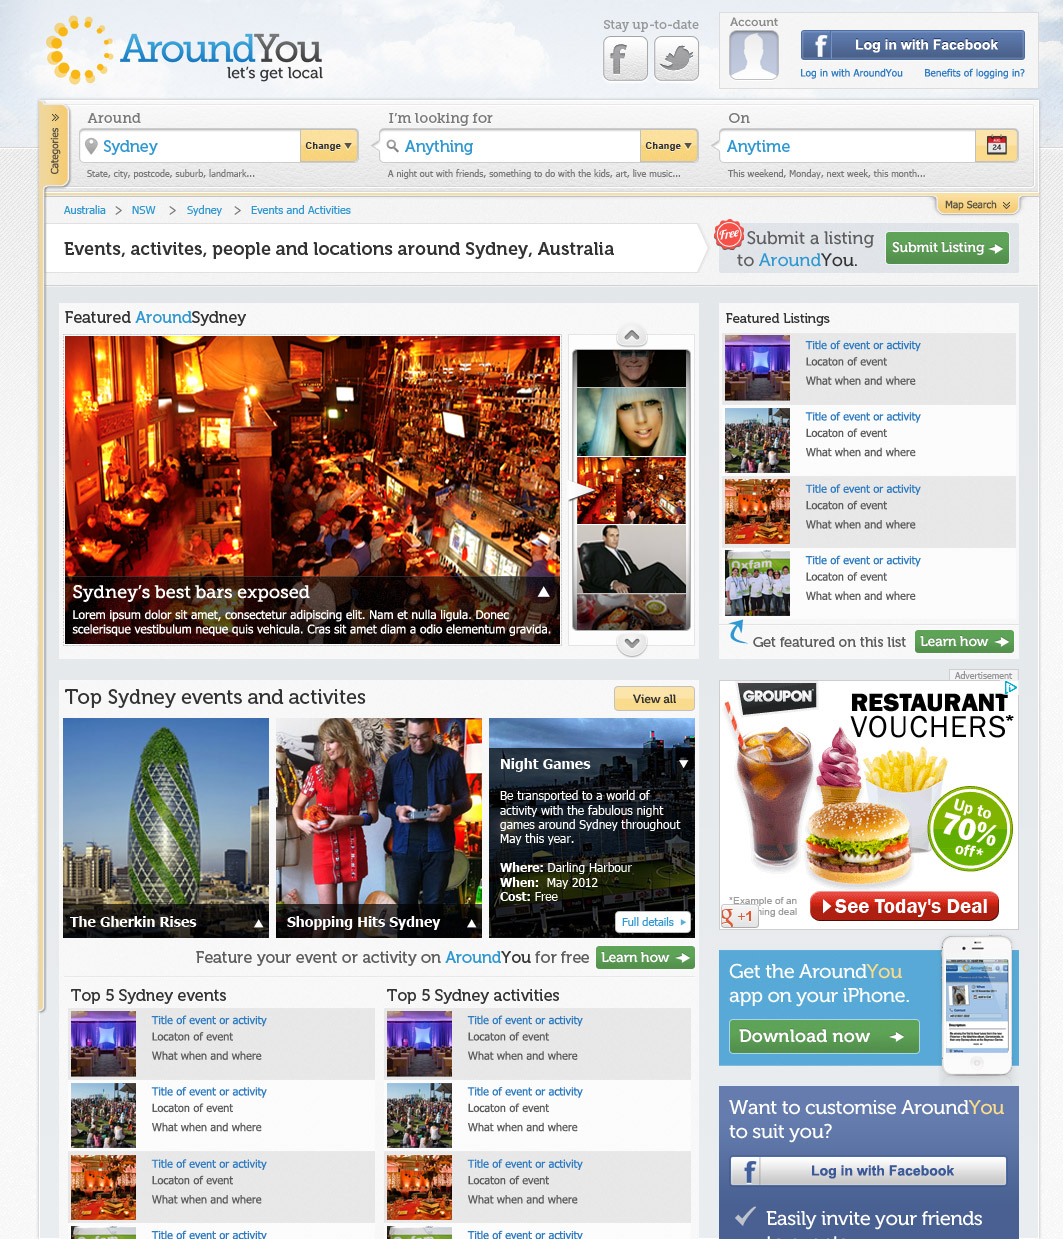 AroundYou
let's get local
Stay up-to-date
Account
Log in with Facebook
Log in with AroundYou
Benefits of logging in?
Categories
Around
Sydney
Change
State, city, postcode, suburb, landmark...
I'm looking for
Anything
Change
A night out with friends, something to do with the kids, art, live music...
On
Anytime
24
This weekend, Monday, next week, this month...
Australia > NSW > Sydney > Events and Activities
Map Search
Events, activites, people and locations around Sydney, Australia
Free
Submit a listing
to AroundYou.
Submit Listing
Featured AroundSydney
Sydney's best bars exposed
Lorem ipsum dolor sit amet, consectetur adipiscing elit. Nam et nulla ligula. Donec
scelerisque vestibulum neque quis vehicula. Cras sit amet diam a odio elementum gravida.
Featured Listings
Title of event or activity
Locaton of event
What when and where
Title of event or activity
Locaton of event
What when and where
Title of event or activity
Locaton of event
What when and where
Oxfam
Title of event or activity
Locaton of event
What when and where
Get featured on this list
Learn how
Top Sydney events and activites
View all
The Gherkin Rises
Shopping Hits Sydney
Night Games
Be transported to a world of
activity with the fabulous night
games around Sydney throughout
May this year.
Where: Darling Harbour
When: May 2012
Cost: Free
Full details
Feature your event or activity on AroundYou for free
Learn how
Advertisement
GROUPON
RESTAURANT
VOUCHERS*
Up to
70%
off*
*Example of an
deal
g +1
See Today's Deal
Get the AroundYou
app on your iPhone.
Download now
Want to customise AroundYou
to suit you?
Log in with Facebook
Easily invite your friends
Top 5 Sydney events
Title of event or activity
Locaton of event
What when and where
Title of event or activity
Locaton of event
What when and where
Title of event or activity
Locaton of event
What when and where
Title of event or activity
Top 5 Sydney activities
Title of event or activity
Locaton of event
What when and where
Title of event or activity
Locaton of event
What when and where
Title of event or activity
Locaton of event
What when and where
Title of event or activity